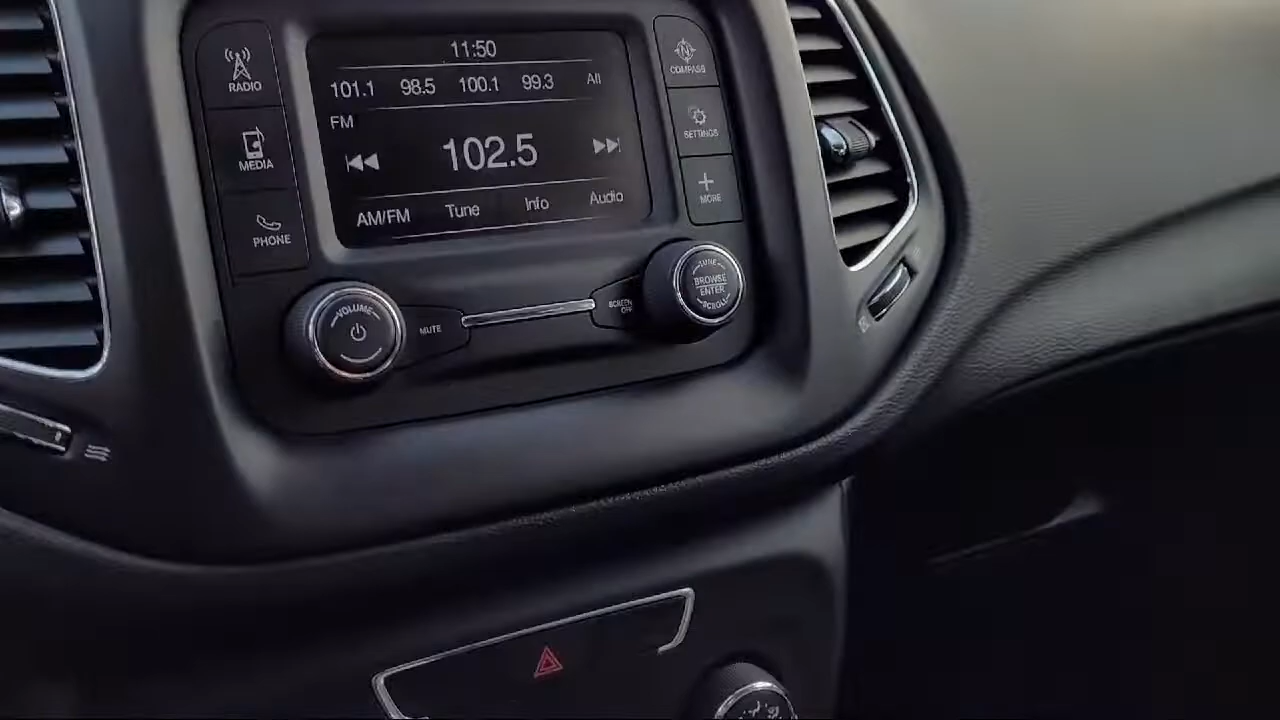 RADIO
MEDIA
PHONE
11:50
101.1 98.5 100.1 99.3 All
FM
102.5
AM/FM Tune Info Audio
COMPASS
SETTINGS
MORE
VOLUME
MUTE
SCREEN
OFF
TUNE
BROWSE
ENTER
SCROLL